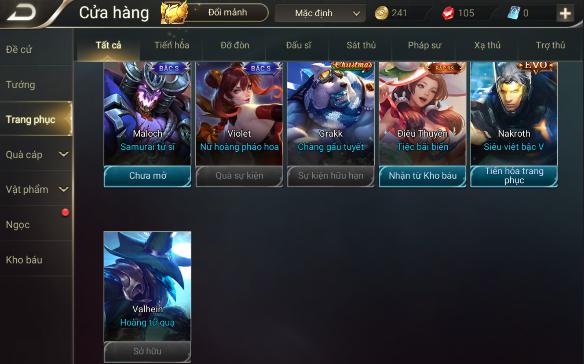 Cửa hàng
Đổi mảnh
Mặc định
241
105
0
Đề cử
Tướng
Trang phục
Quà cáp
Vật phẩm
Ngọc
Kho báu
Tất cả
Tiến hóa
Đỡ đòn
Đấu sĩ
Sát thủ
Pháp sư
Xạ thủ
Trợ thủ
BẬC S
Maloch
Samurai tử sĩ
Chưa mở
BẬC S
Violet
Nữ hoàng pháo hoa
Quà sự kiện
Christmas
Grakk
Chàng gấu tuyết
Sự kiện hữu hạn
Điêu Thuyền
Tiệc bãi biển
Nhận từ Kho báu
EVO
Nakroth
Siêu việt bậc V
Tiến hóa trang
phục
Valhein
Hoàng tử quạ
Sở hữu